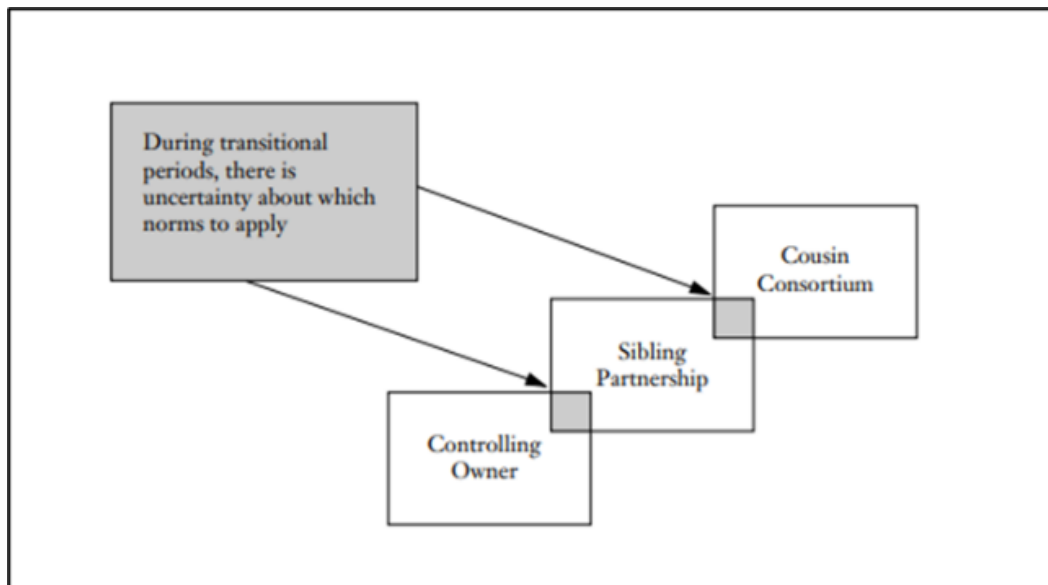 During transitional
periods, there is
uncertainty about which
norms to apply
Cousin
Consortium
Sibling
Partnership
Controlling
Owner